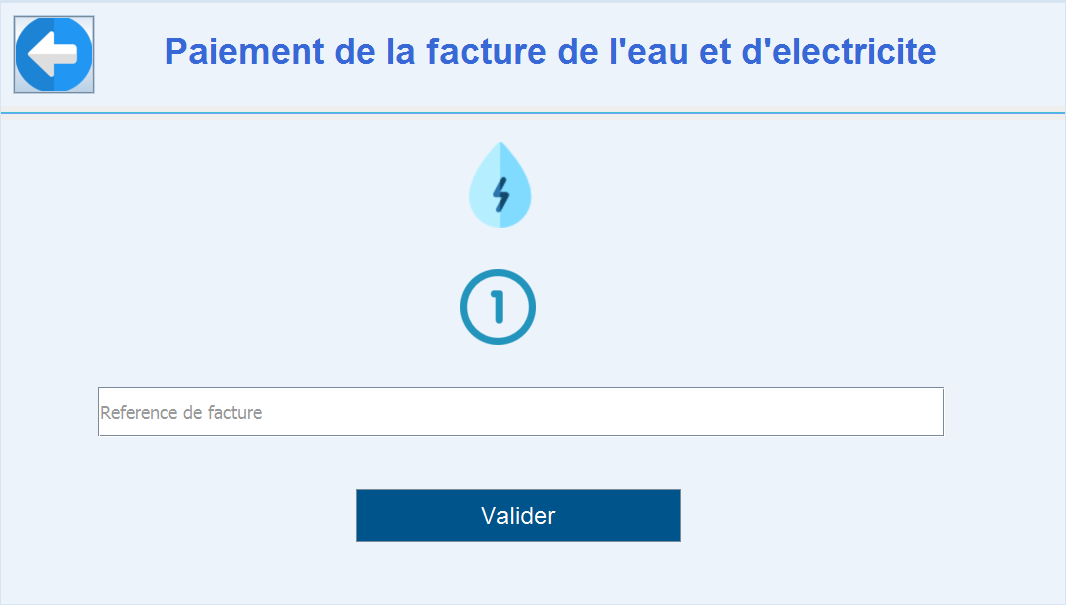 Paiement de la facture de l'eau et d'electricite
1
Reference de facture
Valider